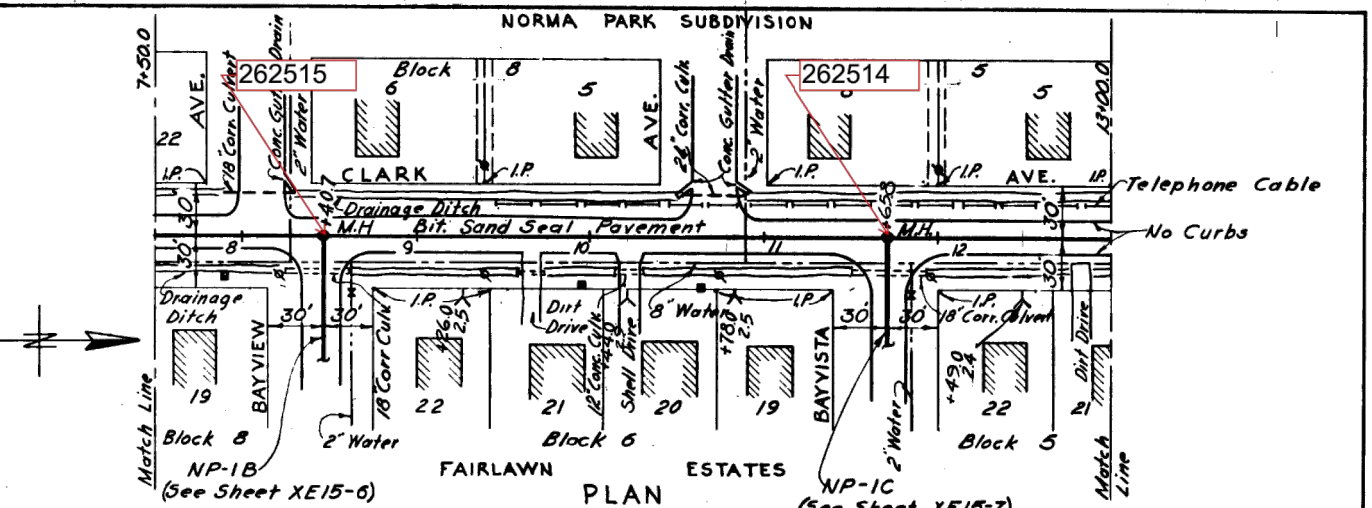 NORMA PARK SUBDIVISION
7+50.0
AVE.
22
18" Corr. Culvert
Conc. Gutter Drain
2" Water
262515
Block 8
6
5
AVE.
24" Corr. Culv.
Conc. Gutter Drain
2" Water
262514
5
5
13+00.0
I.P.
CLARK
I.P.
I.P.
I.P.
AVE.
I.P.
Telephone Cable
30'
+40.7
Drainage Ditch
+65.8
30'
M.H.
Bit. Sand Seal Pavement
M.H.
No Curbs
8
9
10
11
12
30'
30'
Drainage
Ditch
I.P.
Dirt
Drive
8" Water
I.P.
I.P.
18" Corr. Culvert
30'
30'
30'
30'
+26.0
2.5
+44.0
+78.0
2.5
+49.0
2.4
BAYVIEW
18" Corr Culv.
12" Conc. Culv.
Shell Drive
BAYVISTA
Dirt Drive
19
22
21
20
19
22
21
Match Line
Block 8
2" Water
Block 6
2" Water
Block 5
Match
Line
NP-1B
(See Sheet XE15-6)
FAIRLAWN ESTATES
PLAN
NP-1C
(See Sheet XE15-7)